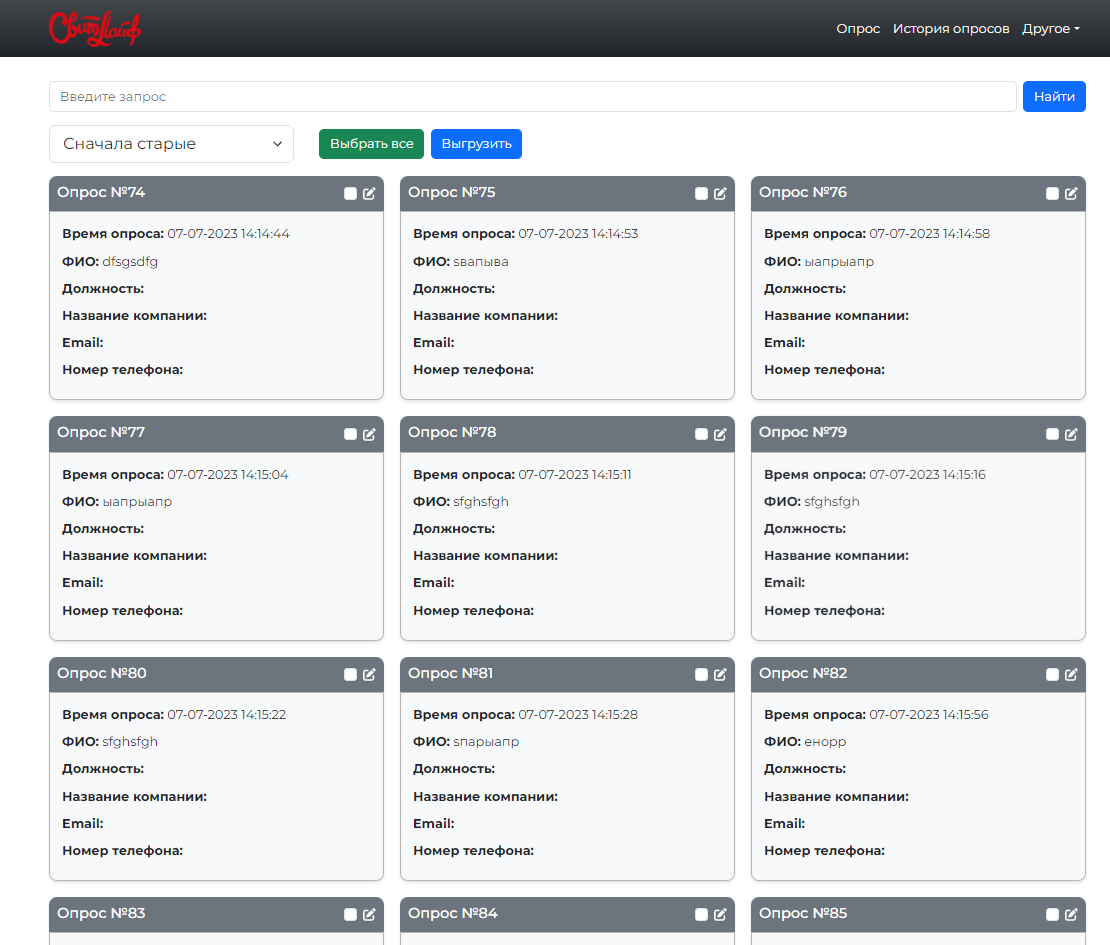 СвитЛайф
Опрос История опросов Другое
Введите запрос Найти
Сначала старые Выбрать все Выгрузить
Опрос №74
Время опроса: 07-07-2023 14:14:44
ФИО: dfsgsdfg
Должность:
Название компании:
Email:
Номер телефона:
Опрос №75
Время опроса: 07-07-2023 14:14:53
ФИО: sвапыва
Должность:
Название компании:
Email:
Номер телефона:
Опрос №76
Время опроса: 07-07-2023 14:14:58
ФИО: ыапрыапр
Должность:
Название компании:
Email:
Номер телефона:
Опрос №77
Время опроса: 07-07-2023 14:15:04
ФИО: ыапрыапр
Должность:
Название компании:
Email:
Номер телефона:
Опрос №78
Время опроса: 07-07-2023 14:15:11
ФИО: sfghsfgh
Должность:
Название компании:
Email:
Номер телефона:
Опрос №79
Время опроса: 07-07-2023 14:15:16
ФИО: sfghsfgh
Должность:
Название компании:
Email:
Номер телефона:
Опрос №80
Время опроса: 07-07-2023 14:15:22
ФИО: sfghsfgh
Должность:
Название компании:
Email:
Номер телефона:
Опрос №81
Время опроса: 07-07-2023 14:15:28
ФИО: sпарыапр
Должность:
Название компании:
Email:
Номер телефона:
Опрос №82
Время опроса: 07-07-2023 14:15:56
ФИО: енорр
Должность:
Название компании:
Email:
Номер телефона:
Опрос №83
Опрос №84
Опрос №85